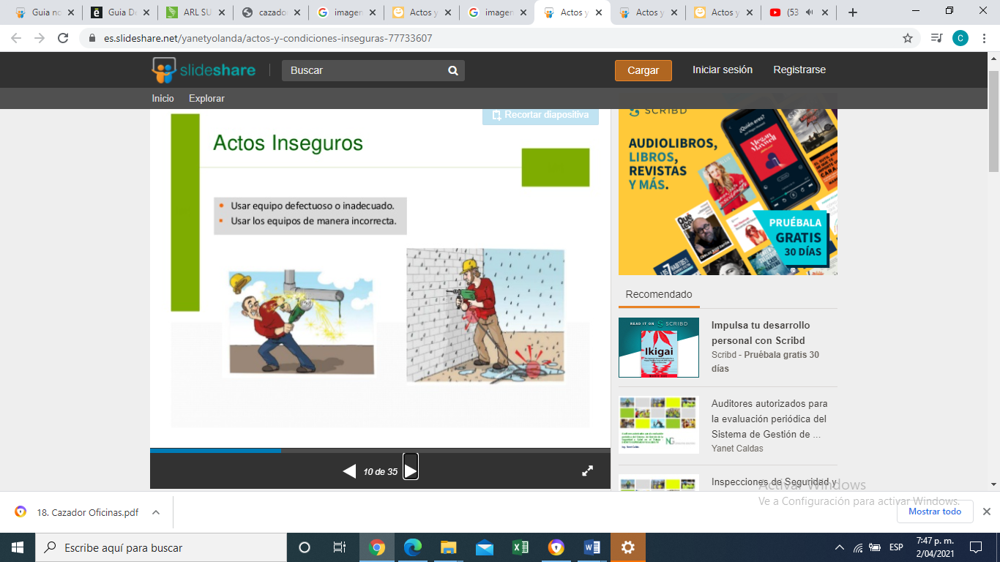 Guia no
Guia De
ARL SU
cazado
imagen
Actos y
imagen
Actos y
Actos y
Actos y
(53
es.slideshare.net/yanetyolanda/actos-y-condiciones-inseguras-77733607
C
slideshare
Buscar
Cargar
Iniciar sesión
Registrarse
Inicio
Explorar
Recortar diapositiva
Actos Inseguros
• Usar equipo defectuoso o inadecuado.
• Usar los equipos de manera incorrecta.
10 de 35
SCRIBD
AUDIOLIBROS,
LIBROS,
REVISTAS
Y MÁS.
¿Quién eres?
Megan
Maxwell
PRUÉBALA
GRATIS
30 DÍAS
Recomendado
READ IT ON SCRIBD
Ikigai
Impulsa tu desarrollo
personal con Scribd
Scribd - Pruébala gratis 30
días
Auditores autorizados para
la evaluación periódica del
Sistema de Gestión de ...
Yanet Caldas
Inspecciones de Seguridad y
Activar Windows
Ve a Configuración para activar Windows.
18. Cazador Oficinas.pdf
Mostrar todo
Escribe aquí para buscar
ESP
7:47 p. m.
2/04/2021